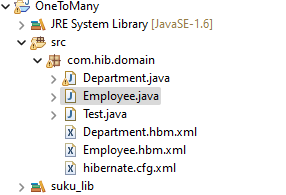 OneToMany
JRE System Library [JavaSE-1.6]
src
com.hib.domain
Department.java
Employee.java
Test.java
Department.hbm.xml
Employee.hbm.xml
hibernate.cfg.xml
suku_lib